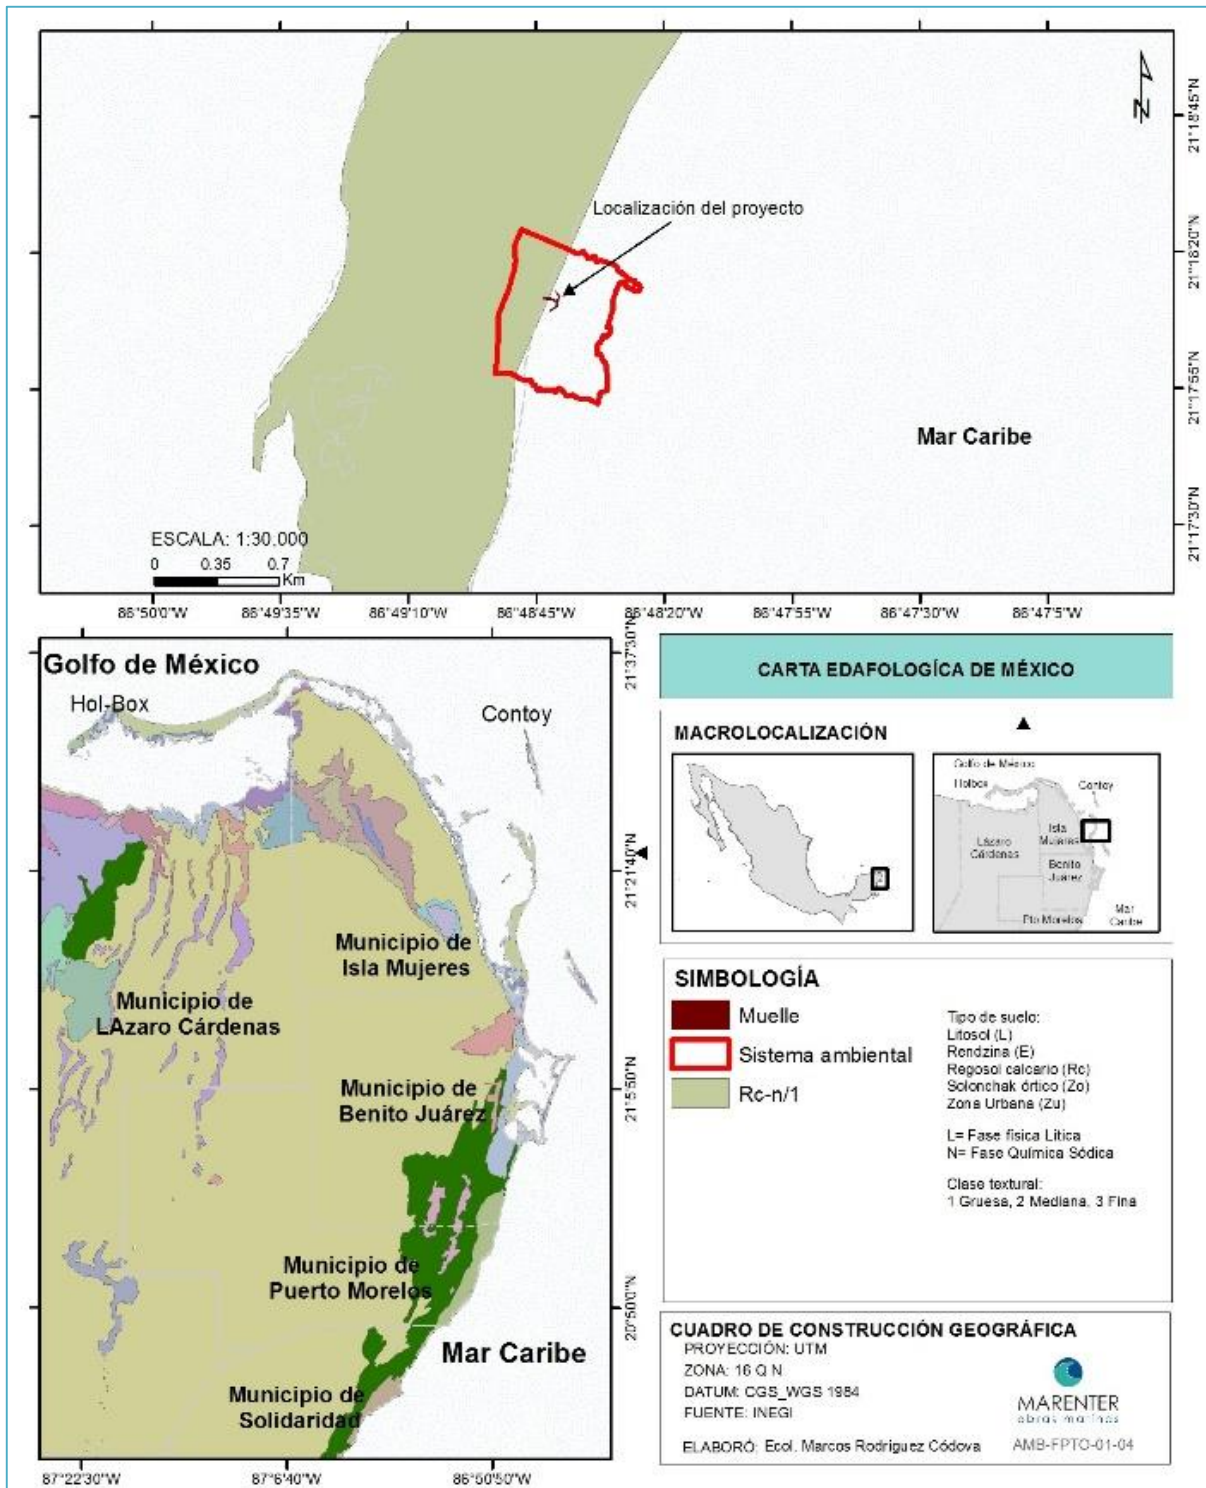 21°18'45"N
Localización del proyecto
21°18'20"N
21°17'55"N
Mar Caribe
21°17'30"N
ESCALA: 1:30.000
0 0.35 0.7
Km
86°50'0"W 86°49'35"W 86°49'10"W 86°48'45"W 86°48'20"W 86°47'55"W 86°47'30"W 86°47'5"W
Golfo de México
Hol-Box
Contoy
Municipio de
Isla Mujeres
Municipio de
LAzaro Cárdenas
Municipio de
Benito Juárez
Municipio de
Puerto Morelos
Mar Caribe
Municipio de
Solidaridad
21°37'30"N
21°21'40"N
21°5'50"N
20°50'0"N
87°22'30"W 87°6'40"W 86°50'50"W
CARTA EDAFOLOGÍCA DE MÉXICO
MACROLOCALIZACIÓN
Golfo de México
Holbox
Contoy
Isla
Mujeres
Lázaro
Cárdenas
Benito
Juárez
Pto Morelos
Mar
Caribe
SIMBOLOGÍA
Muelle
Sistema ambiental
Rc-n/1
Tipo de suelo:
Litosol (L)
Rendzina (E)
Regosol calcario (Rc)
Solonchak órtico (Zo)
Zona Urbana (Zu)
L= Fase física Lítica
N= Fase Química Sódica
Clase textural:
1 Gruesa, 2 Mediana, 3 Fina
CUADRO DE CONSTRUCCIÓN GEOGRÁFICA
PROYECCIÓN: UTM
ZONA: 16 Q N
DATUM: CGS_WGS 1984
FUENTE: INEGI
ELABORÓ: Ecol. Marcos Rodriguez Códova
MARENTER
obras marinas
AMB-FPTO-01-04